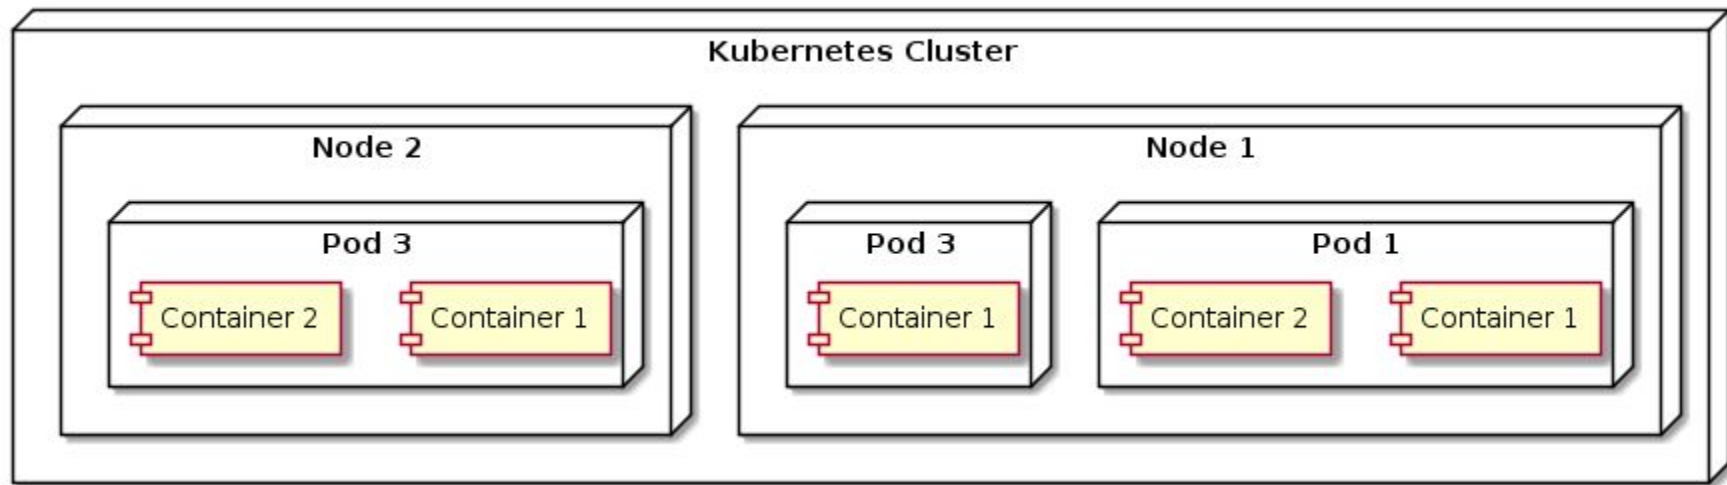 Kubernetes Cluster
Node 2
Pod 3
Container 2
Container 1
Node 1
Pod 3
Container 1
Pod 1
Container 2
Container 1